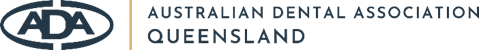 ADA
AUSTRALIAN DENTAL ASSOCIATION
QUEENSLAND